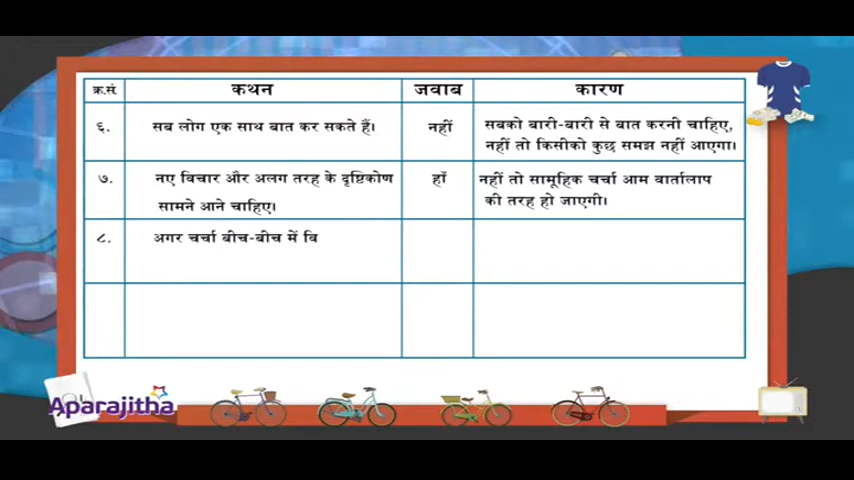 क्र.सं कथन जवाब कारण
६. सब लोग एक साथ बात कर सकते हैं। नहीं सबको बारी-बारी से बात करनी चाहिए,
नहीं तो किसीको कुछ समझ नहीं आएगा।
७. नए विचार और अलग तरह के दृष्टिकोण हाँ नहीं तो सामूहिक चर्चा आम वार्तालाप
सामने आने चाहिए। की तरह हो जाएगी।
८. अगर चर्चा बीच-बीच में वि
Aparajitha